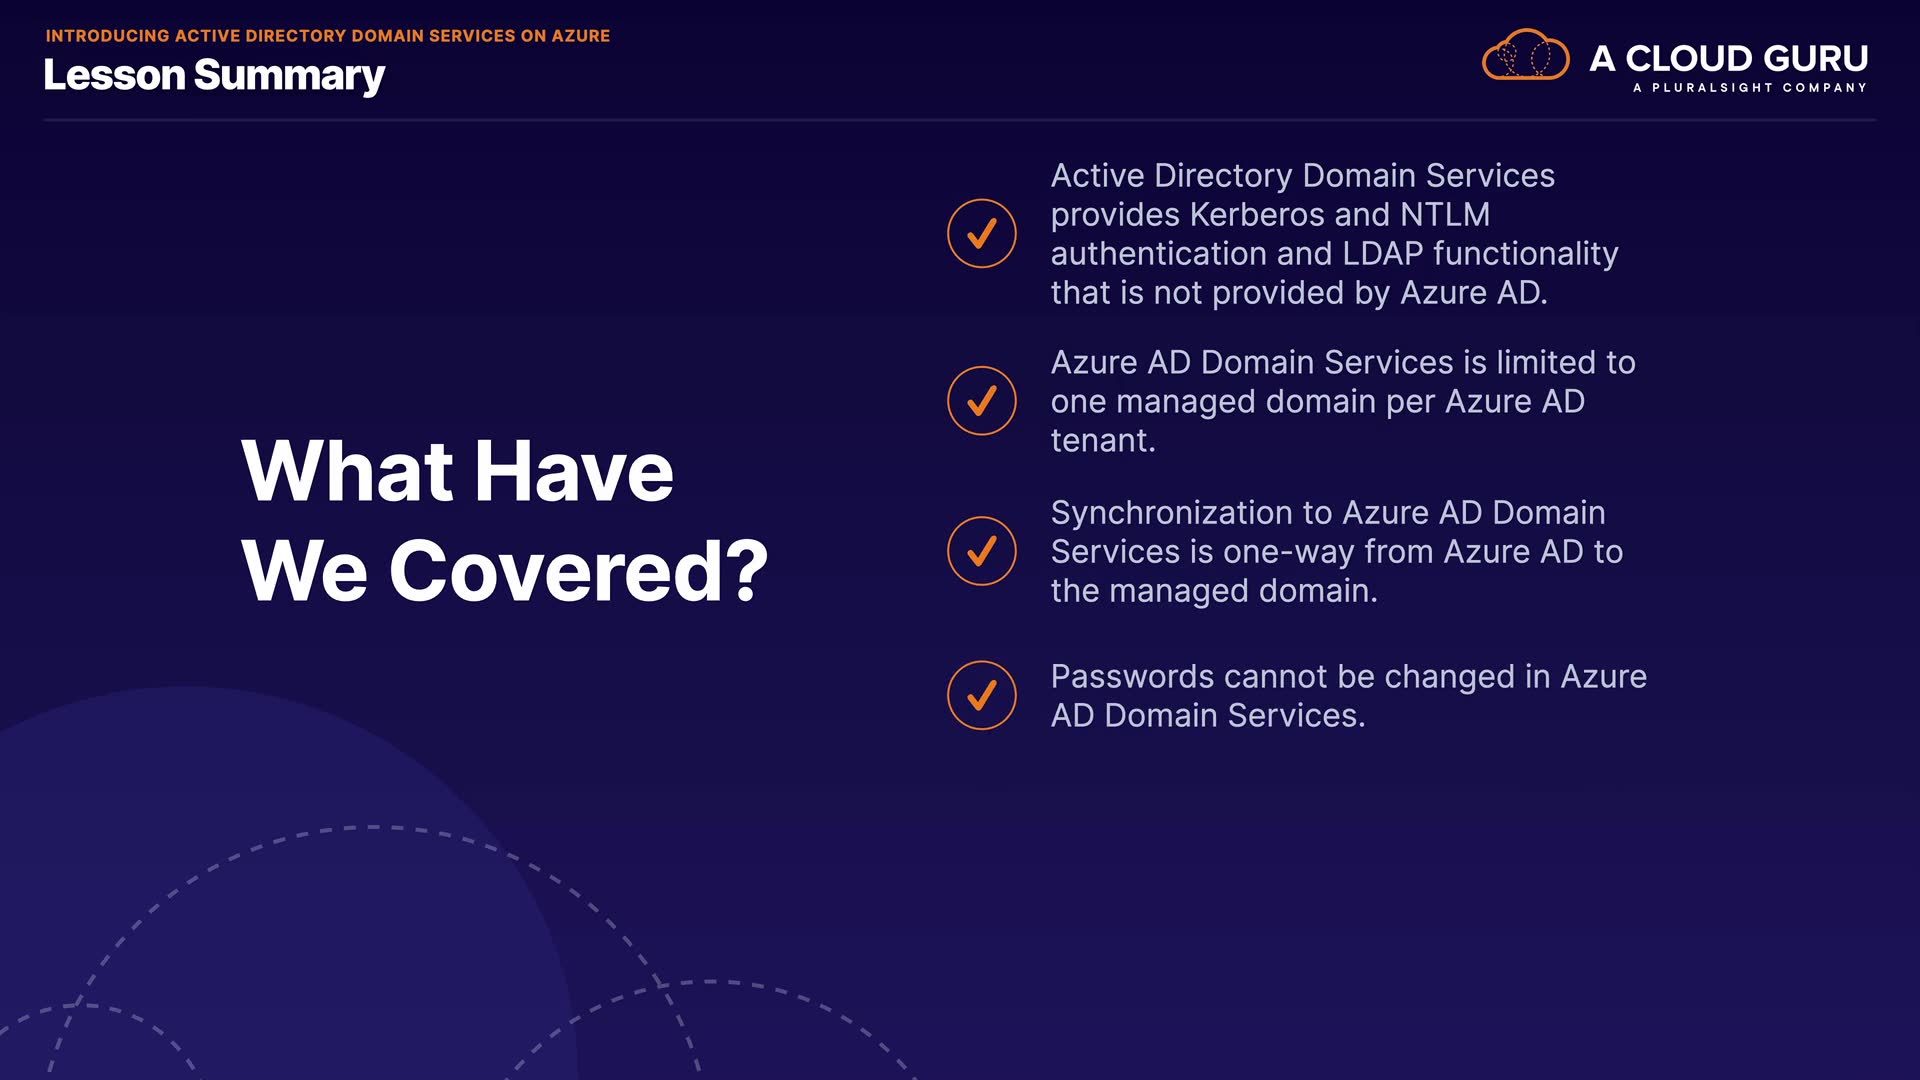 INTRODUCING ACTIVE DIRECTORY DOMAIN SERVICES ON AZURE
Lesson Summary
A CLOUD GURU
A PLURALSIGHT COMPANY
What Have
We Covered?
Active Directory Domain Services
provides Kerberos and NTLM
authentication and LDAP functionality
that is not provided by Azure AD.
Azure AD Domain Services is limited to
one managed domain per Azure AD
tenant.
Synchronization to Azure AD Domain
Services is one-way from Azure AD to
the managed domain.
Passwords cannot be changed in Azure
AD Domain Services.